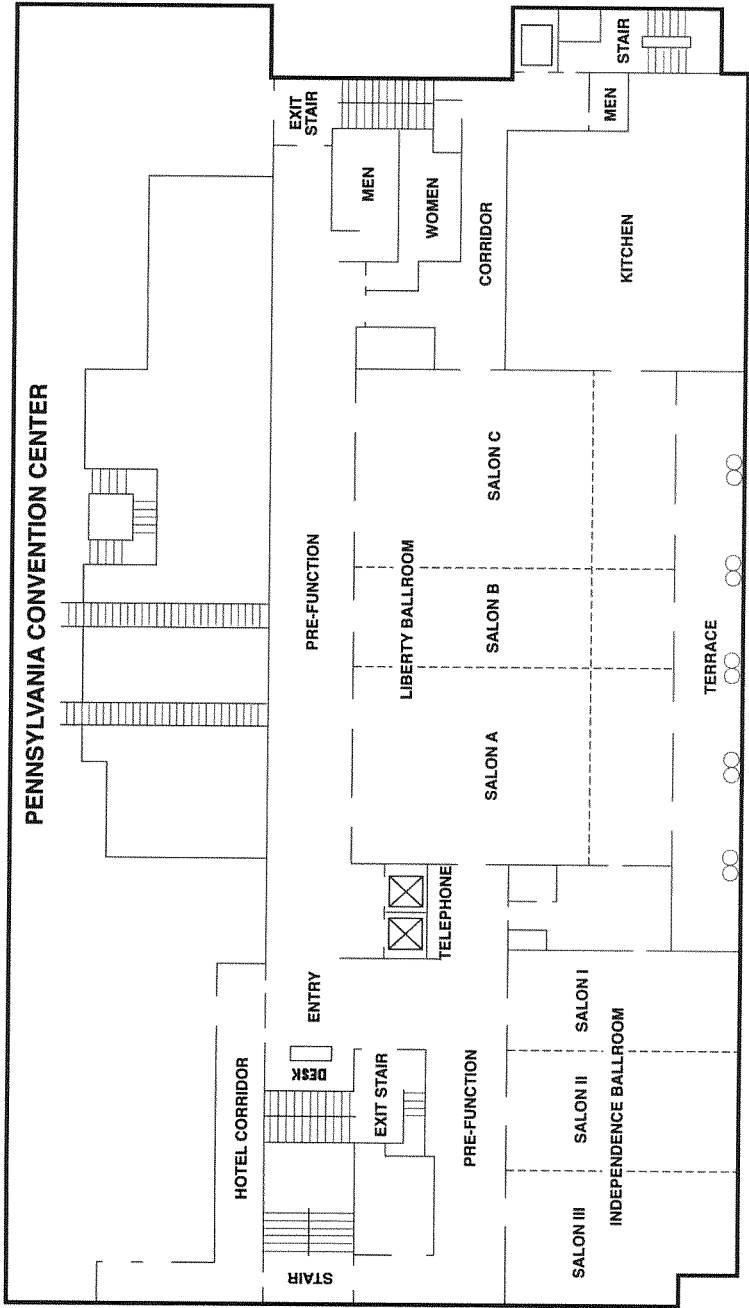 PENNSYLVANIA CONVENTION CENTER
HOTEL CORRIDOR
STAIR
DESK
ENTRY
PRE-FUNCTION
EXIT
STAIR
EXIT STAIR
TELEPHONE
MEN
WOMEN
LIBERTY BALLROOM
PRE-FUNCTION
SALON A
SALON B
SALON C
CORRIDOR
STAIR
MEN
SALON III
SALON II
SALON I
INDEPENDENCE BALLROOM
KITCHEN
TERRACE